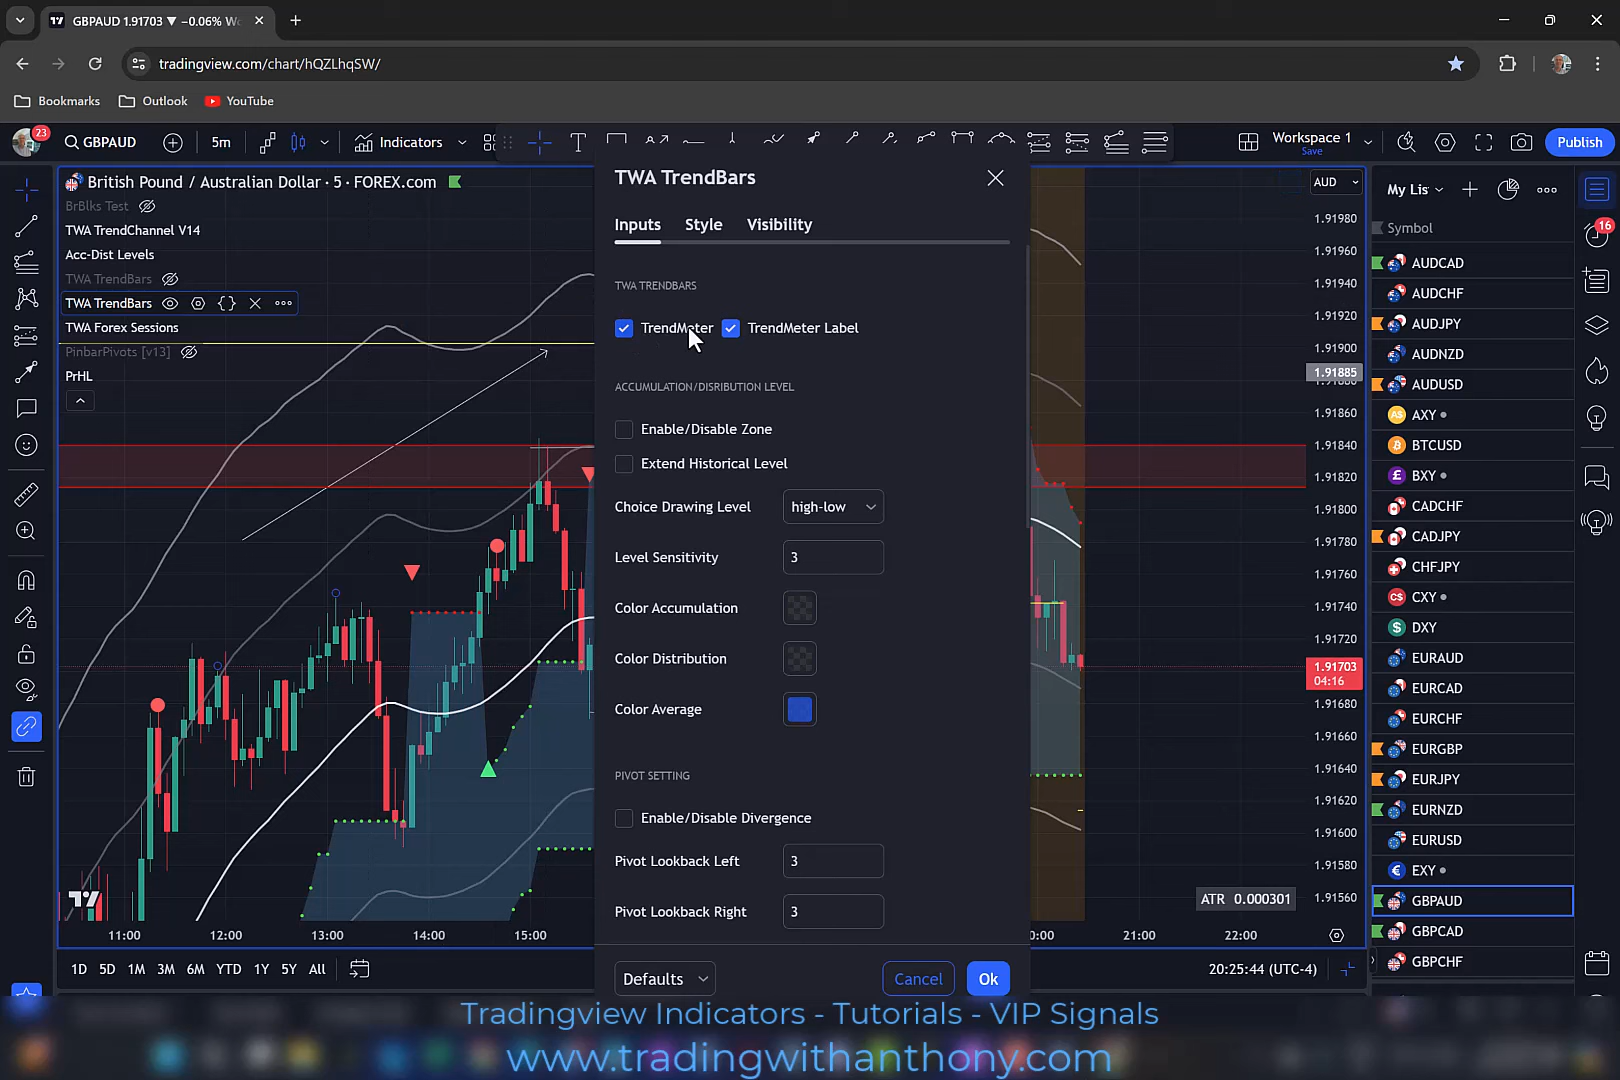 GBPAUD 1.91703 ▼ −0.06% Wo
tradingview.com/chart/hQZLhqSW/
Bookmarks Outlook YouTube
23 GBPAUD 5m Indicators Workspace 1 Save Publish
British Pound / Australian Dollar · 5 · FOREX.com
BrBlks Test
TWA TrendChannel V14
Acc-Dist Levels
TWA TrendBars
TWA TrendBars
TWA Forex Sessions
PinbarPivots [v13]
PrHL
TWA TrendBars
Inputs Style Visibility
TWA TRENDBARS
TrendMeter TrendMeter Label
ACCUMULATION/DISRIBUTION LEVEL
Enable/Disable Zone
Extend Historical Level
Choice Drawing Level high-low
Level Sensitivity 3
Color Accumulation
Color Distribution
Color Average
PIVOT SETTING
Enable/Disable Divergence
Pivot Lookback Left 3
Pivot Lookback Right 3
Defaults Cancel Ok
AUD
1.91980
1.91960
1.91940
1.91920
1.91900
1.91885
1.91860
1.91840
1.91820
1.91800
1.91780
1.91760
1.91740
1.91720
1.91703
04:16
1.91680
1.91660
1.91640
1.91620
1.91600
1.91580
1.91560
ATR 0.000301
11:00 12:00 13:00 14:00 15:00 0:00 21:00 22:00
1D 5D 1M 3M 6M YTD 1Y 5Y All 20:25:44 (UTC-4)
My Lis
16
Symbol
AUDCAD
AUDCHF
AUDJPY
AUDNZD
AUDUSD
AXY
BTCUSD
BXY
CADCHF
CADJPY
CHFJPY
CXY
DXY
EURAUD
EURCAD
EURCHF
EURGBP
EURJPY
EURNZD
EURUSD
EXY
GBPAUD
GBPCAD
GBPCHF
Tradingview Indicators - Tutorials - VIP Signals
www.tradingwithanthony.com